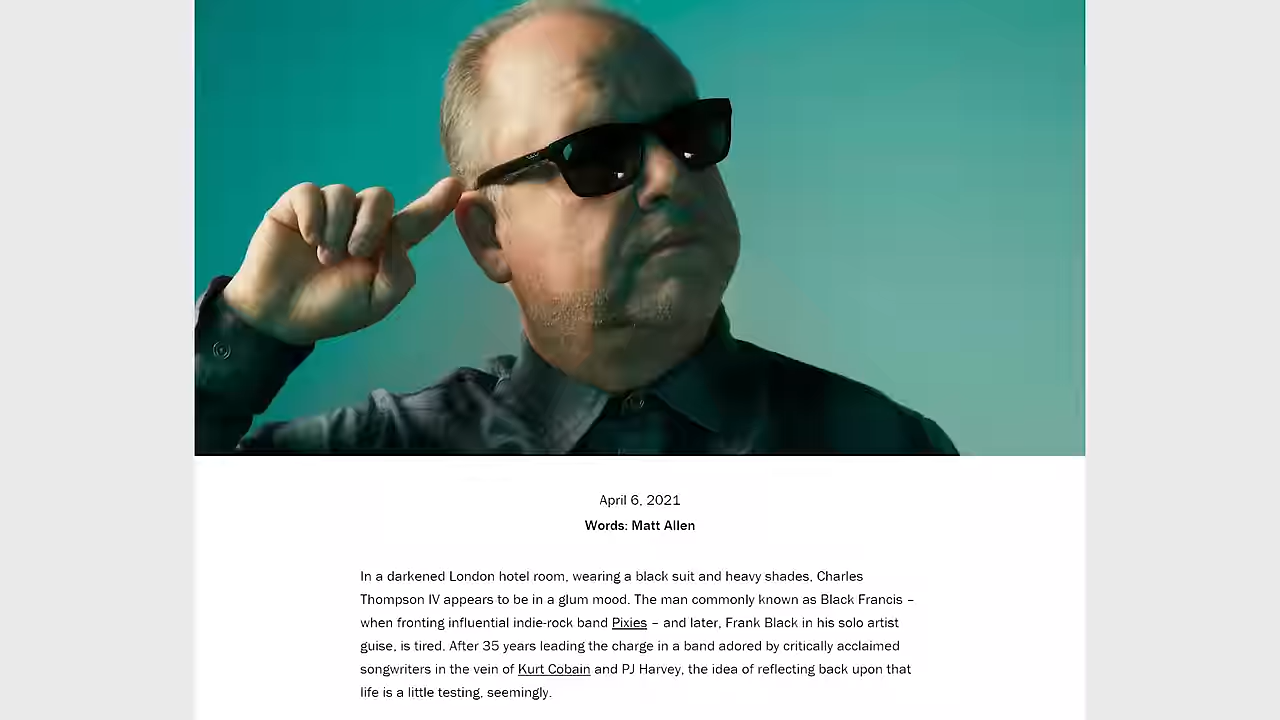 April 6, 2021
Words: Matt Allen
In a darkened London hotel room, wearing a black suit and heavy shades, Charles
Thompson IV appears to be in a glum mood. The man commonly known as Black Francis –
when fronting influential indie-rock band Pixies – and later, Frank Black in his solo artist
guise, is tired. After 35 years leading the charge in a band adored by critically acclaimed
songwriters in the vein of Kurt Cobain and PJ Harvey, the idea of reflecting back upon that
life is a little testing, seemingly.